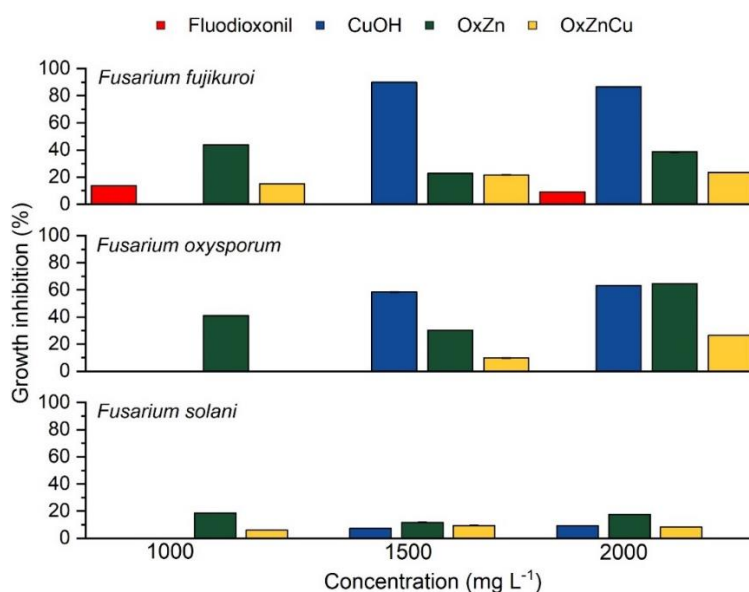 Fluodioxonil CuOH OxZn OxZnCu
Growth inhibition (%)
Fusarium fujikuroi
100
80
60
40
20
0
Fusarium oxysporum
100
80
60
40
20
0
Fusarium solani
100
80
60
40
20
0
1000 1500 2000
Concentration (mg L⁻¹)